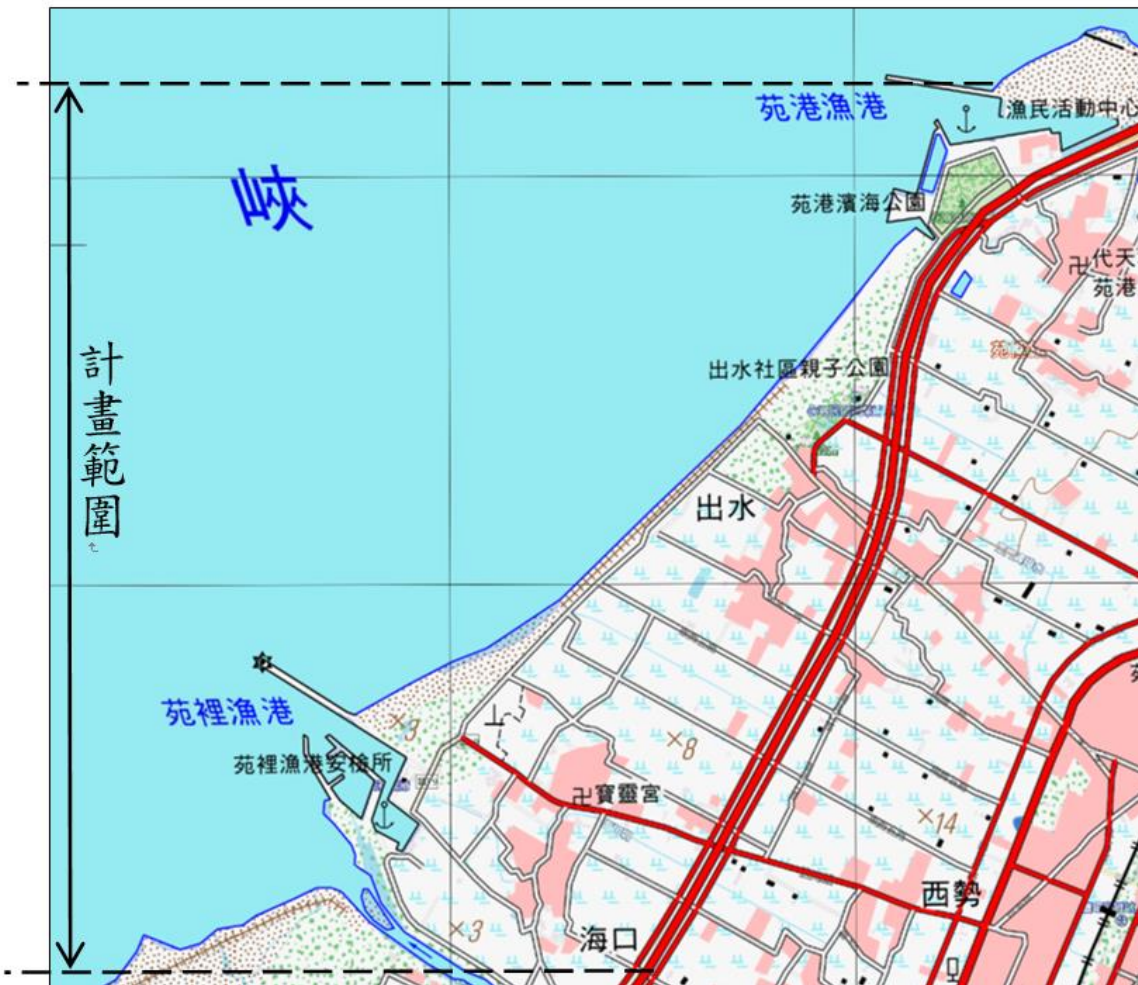 苑港漁港
漁民活動中心
峽
苑港濱海公園
卍代天
苑港
計畫範圍
出水社區親子公園
出水
苑裡漁港
×3
苑裡漁港安檢所
×8
卍寶靈宮
×14
西勢
×3
海口